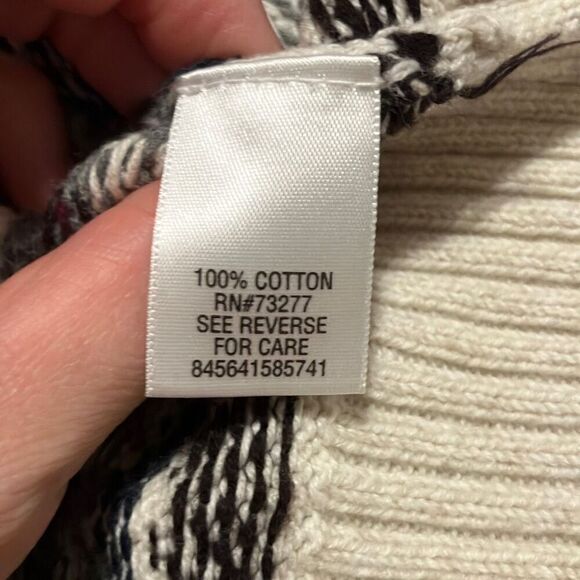 100% COTTON
RN#73277
SEE REVERSE
FOR CARE
845641585741